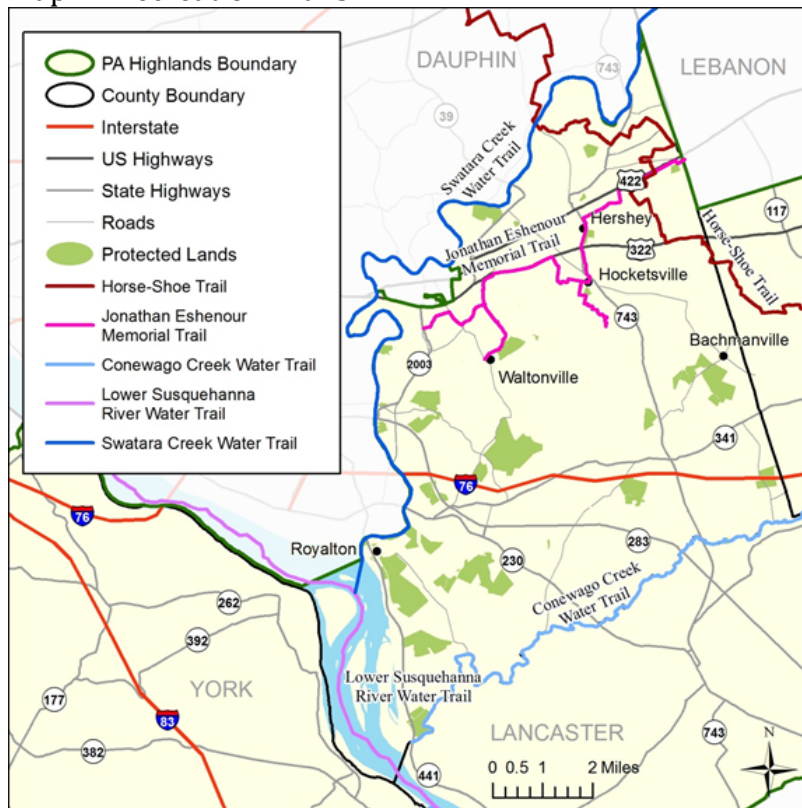 PA Highlands Boundary
County Boundary
Interstate
US Highways
State Highways
Roads
Protected Lands
Horse-Shoe Trail
Jonathan Eshenour
Memorial Trail
Conewago Creek Water Trail
Lower Susquehanna
River Water Trail
Swatara Creek Water Trail
DAUPHIN
743
LEBANON
39
Swatara Creek
Water Trail
422
117
Hershey
Jonathan Eshenour
Memorial Trail
322
Horse-Shoe Trail
Hocketsville
743
Bachmanville
2003
Waltonville
341
76
76
Royalton
283
230
Conewago Creek
Water Trail
262
392
Lower Susquehanna
River Water Trail
YORK
177
83
LANCASTER
382
743
N
441
0 0.5 1 2 Miles